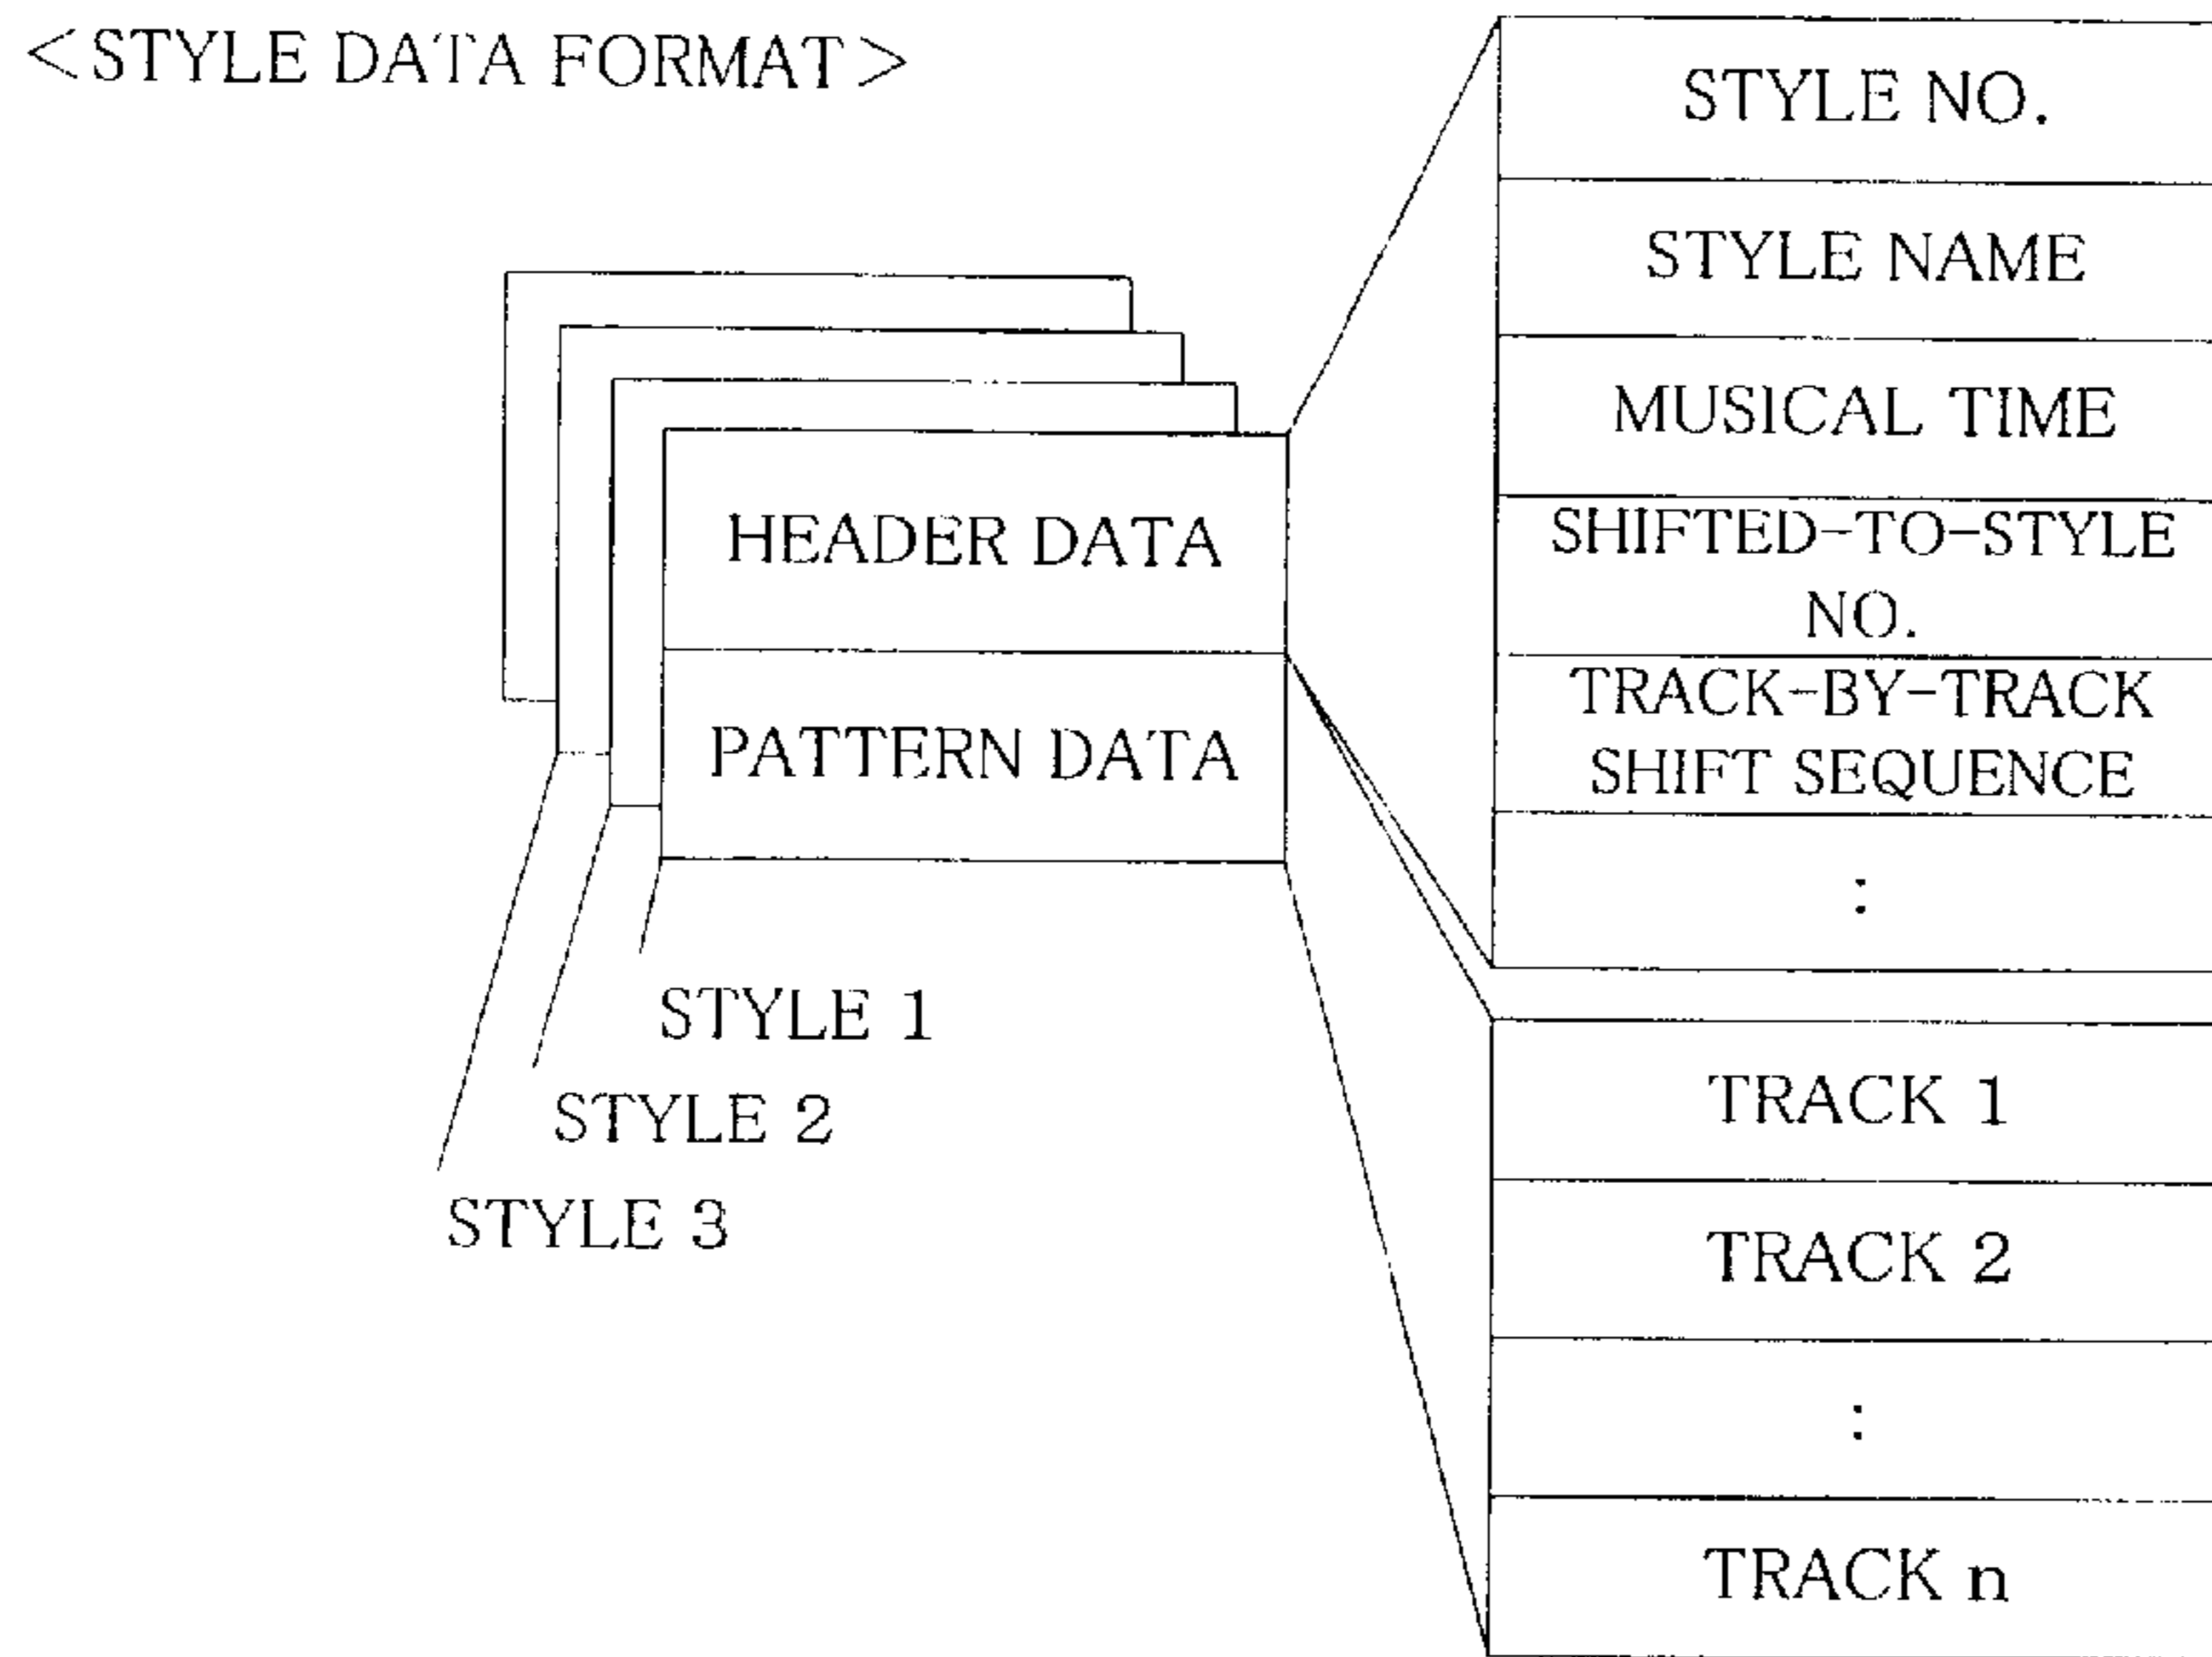 <STYLE DATA FORMAT>
STYLE NO.
STYLE NAME
MUSICAL TIME
SHIFTED-TO-STYLE
NO.
TRACK-BY-TRACK
SHIFT SEQUENCE
:
HEADER DATA
PATTERN DATA
STYLE 1
STYLE 2
STYLE 3
TRACK 1
TRACK 2
:
TRACK n